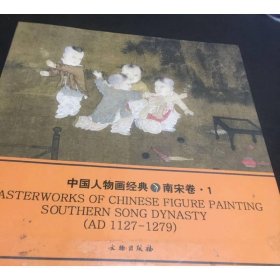 中国人物画经典 南宋卷·1
ASTERWORKS OF CHINESE FIGURE PAINTING
SOUTHERN SONG DYNASTY
(AD 1127-1279)
文物出版社